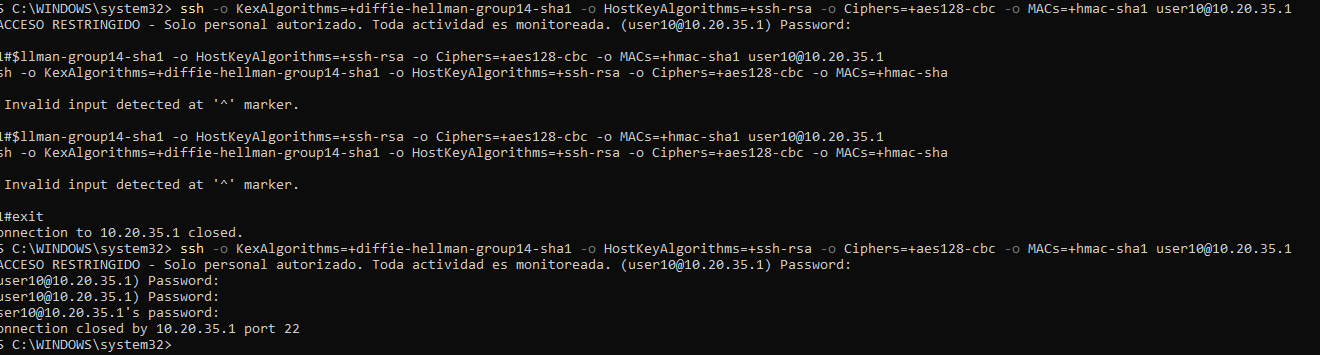 S C:\WINDOWS\system32> ssh -o KexAlgorithms=+diffie-hellman-group14-sha1 -o HostKeyAlgorithms=+ssh-rsa -o Ciphers=+aes128-cbc -o MACs=+hmac-sha1 user10@10.20.35.1
ACCESO RESTRINGIDO - Solo personal autorizado. Toda actividad es monitoreada. (user10@10.20.35.1) Password:
1#$llman-group14-sha1 -o HostKeyAlgorithms=+ssh-rsa -o Ciphers=+aes128-cbc -o MACs=+hmac-sha1 user10@10.20.35.1
sh -o KexAlgorithms=+diffie-hellman-group14-sha1 -o HostKeyAlgorithms=+ssh-rsa -o Ciphers=+aes128-cbc -o MACs=+hmac-sha
Invalid input detected at '^' marker.
1#$llman-group14-sha1 -o HostKeyAlgorithms=+ssh-rsa -o Ciphers=+aes128-cbc -o MACs=+hmac-sha1 user10@10.20.35.1
sh -o KexAlgorithms=+diffie-hellman-group14-sha1 -o HostKeyAlgorithms=+ssh-rsa -o Ciphers=+aes128-cbc -o MACs=+hmac-sha
Invalid input detected at '^' marker.
1#exit
onnection to 10.20.35.1 closed.
S C:\WINDOWS\system32> ssh -o KexAlgorithms=+diffie-hellman-group14-sha1 -o HostKeyAlgorithms=+ssh-rsa -o Ciphers=+aes128-cbc -o MACs=+hmac-sha1 user10@10.20.35.1
ACCESO RESTRINGIDO - Solo personal autorizado. Toda actividad es monitoreada. (user10@10.20.35.1) Password:
user10@10.20.35.1) Password:
user10@10.20.35.1) Password:
ser10@10.20.35.1's password:
onnection closed by 10.20.35.1 port 22
S C:\WINDOWS\system32>